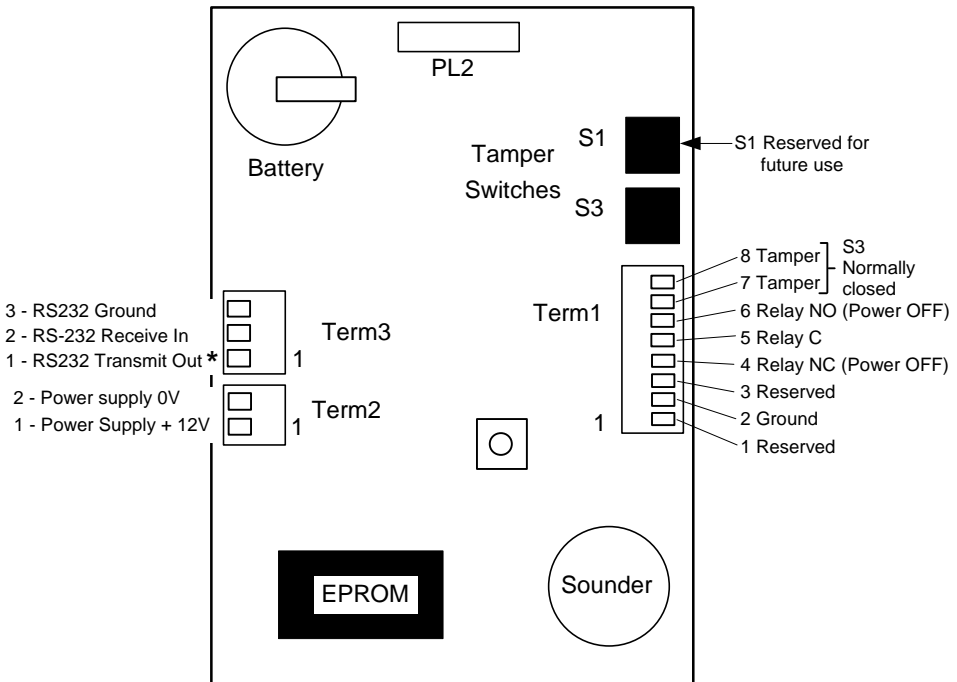 PL2
Battery
Tamper
Switches
S1
S3
S1 Reserved for
future use
8 Tamper
7 Tamper
S3
Normally
closed
6 Relay NO (Power OFF)
5 Relay C
4 Relay NC (Power OFF)
3 Reserved
2 Ground
1 Reserved
Term1
1
3 - RS232 Ground
2 - RS-232 Receive In
1 - RS232 Transmit Out *
Term3
1
2 - Power supply 0V
1 - Power Supply + 12V
Term2
1
EPROM
Sounder